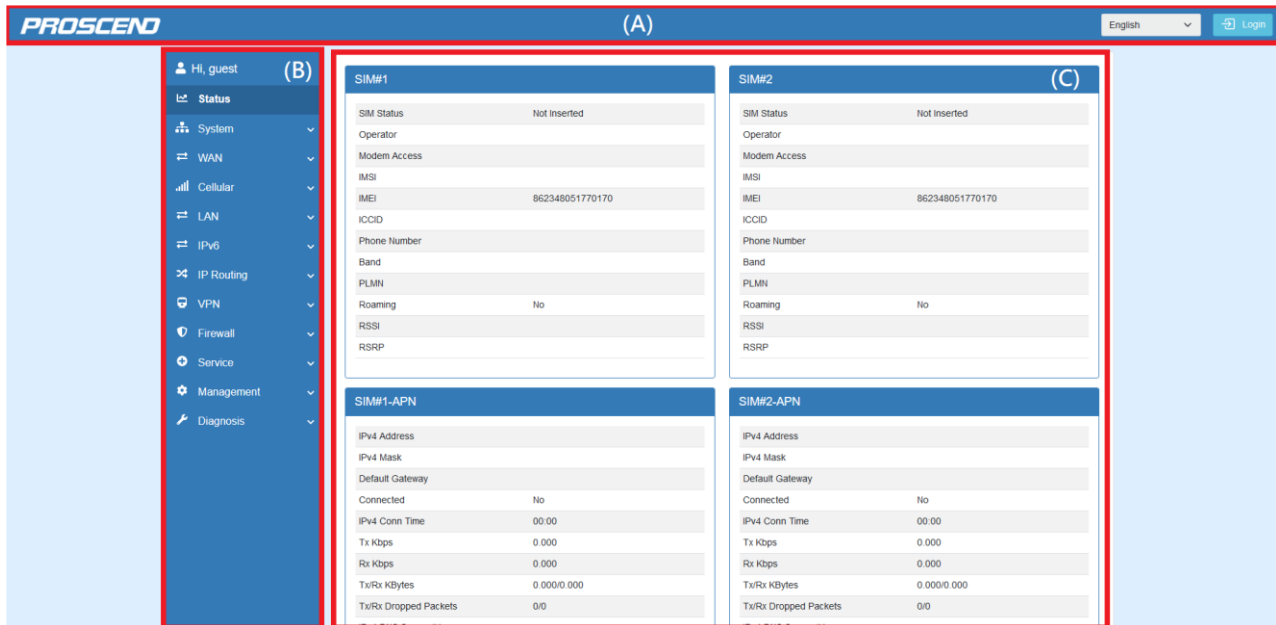 PROSCEND (A) English Login
Hi, guest (B)
Status
System
WAN
Cellular
LAN
IPv6
IP Routing
VPN
Firewall
Service
Management
Diagnosis
SIM#1
SIM Status Not Inserted
Operator
Modem Access
IMSI
IMEI 862348051770170
ICCID
Phone Number
Band
PLMN
Roaming No
RSSI
RSRP
SIM#2 (C)
SIM Status Not Inserted
Operator
Modem Access
IMSI
IMEI 862348051770170
ICCID
Phone Number
Band
PLMN
Roaming No
RSSI
RSRP
SIM#1-APN
IPv4 Address
IPv4 Mask
Default Gateway
Connected No
IPv4 Conn Time 00:00
Tx Kbps 0.000
Rx Kbps 0.000
Tx/Rx KBytes 0.000/0.000
Tx/Rx Dropped Packets 0/0
SIM#2-APN
IPv4 Address
IPv4 Mask
Default Gateway
Connected No
IPv4 Conn Time 00:00
Tx Kbps 0.000
Rx Kbps 0.000
Tx/Rx KBytes 0.000/0.000
Tx/Rx Dropped Packets 0/0